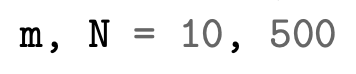 m, N = 10, 500